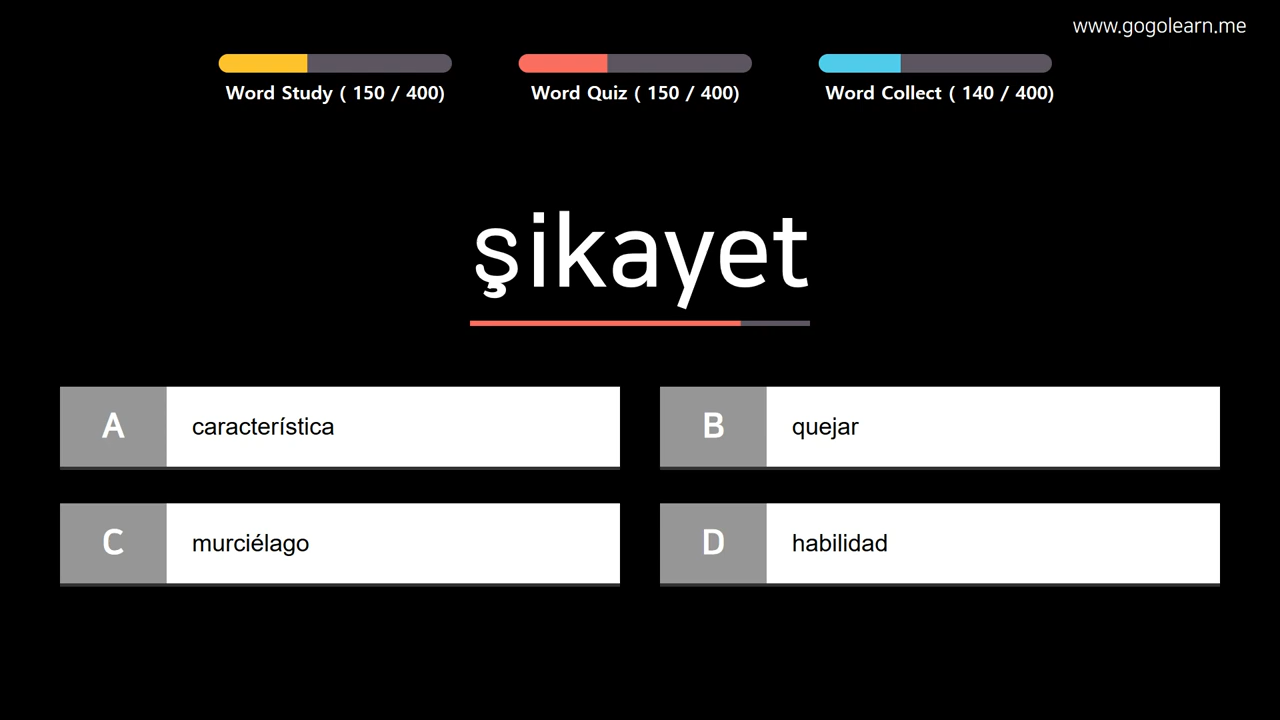 www.gogolearn.me
Word Study ( 150 / 400)
Word Quiz ( 150 / 400)
Word Collect ( 140 / 400)
şikayet
A característica
B quejar
C murciélago
D habilidad